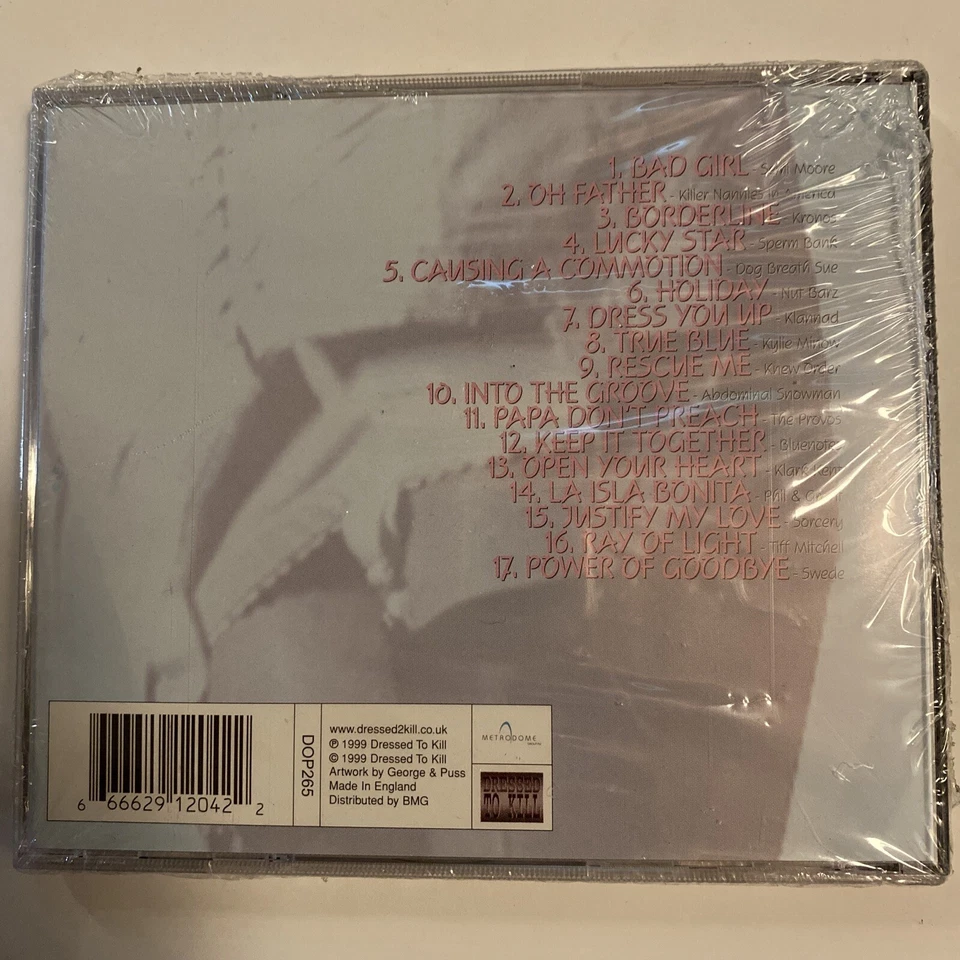 1. BAD GIRL - Moore
2. OH FATHER - Killer Nannies in America
3. BORDERLINE - Kronos
4. LUCKY STAR - Sperm Bank
5. CAUSING A COMMOTION - Dog Breath Sue
6. HOLIDAY - Nut Barz
7. DRESS YOU UP - Klannad
8. TRUE BLUE - Kylie Minow
9. RESCUE ME - Knew Order
10. INTO THE GROOVE - Abdominal Snowman
11. PAPA DON'T PREACH - The Provos
12. KEEP IT TOGETHER - Bluenotes
13. OPEN YOUR HEART - Klark Kent
14. LA ISLA BONITA - Phil &
15. JUSTIFY MY LOVE - Sorcery
16. RAY OF LIGHT - Tiff Mitchell
17. POWER OF GOODBYE - Swede
6 66629 12042 2
DOP265
www.dressed2kill.co.uk
℗ 1999 Dressed To Kill
© 1999 Dressed To Kill
Artwork by George & Puss
Made In England
Distributed by BMG
METRODOME
DRESSED
TO KILL